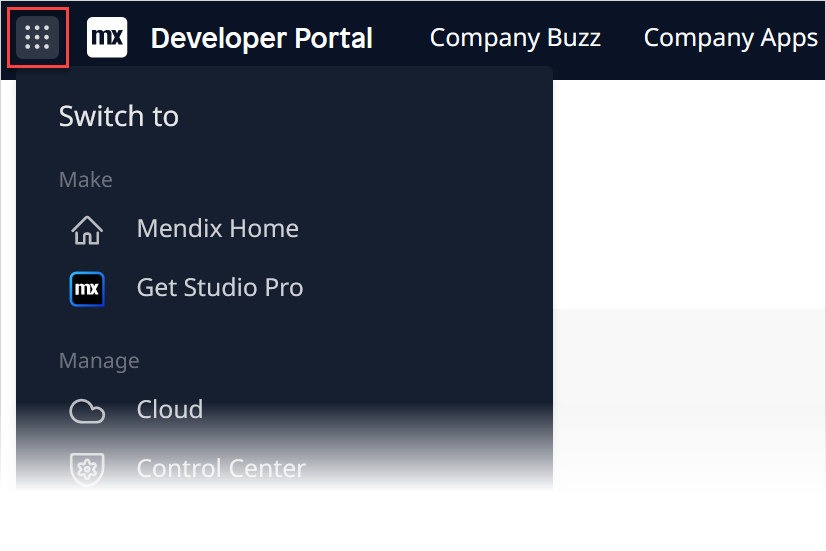 mx Developer Portal Company Buzz Company Apps
Switch to
Make
Mendix Home
mx Get Studio Pro
Manage
Cloud
Control Center